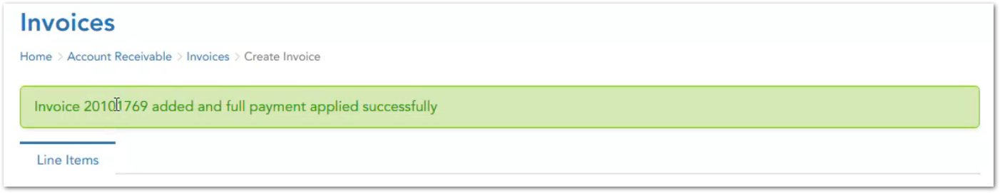 Invoices
Home > Account Receivable > Invoices > Create Invoice
Invoice 20101769 added and full payment applied successfully
Line Items